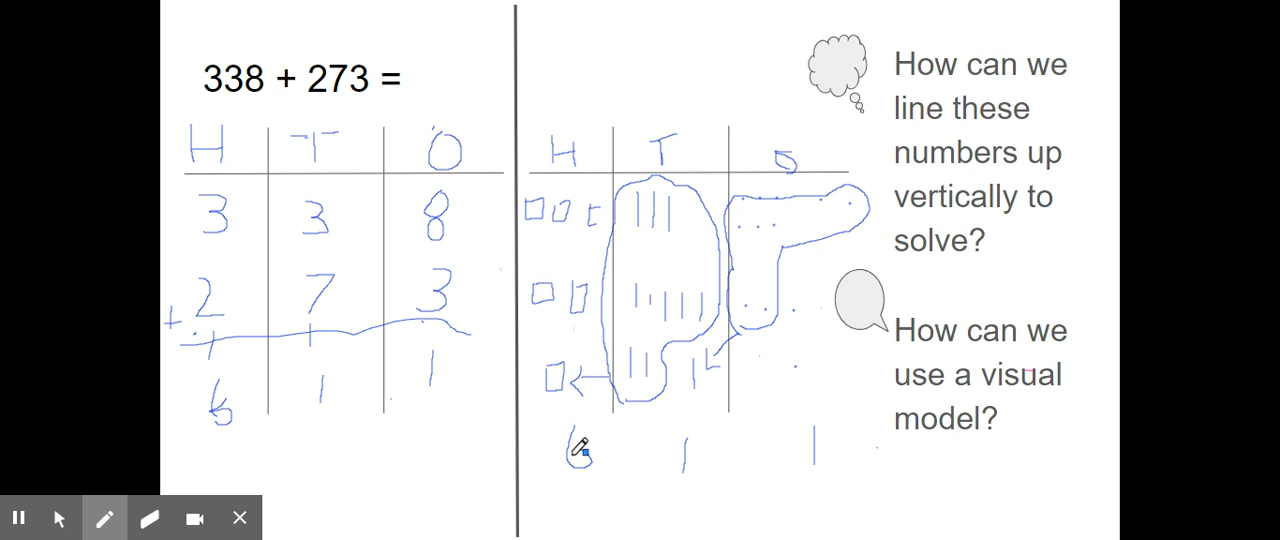 338 + 273 =
H T O
3 3 8
2 7 3
+
1 1
6 1 1
H T O
6 1 1
How can we
line these
numbers up
vertically to
solve?
How can we
use a visual
model?